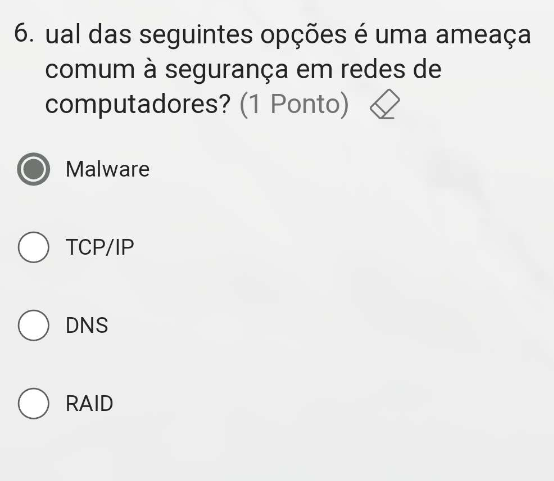 6. ual das seguintes opções é uma ameaça
comum à segurança em redes de
computadores? (1 Ponto)
Malware
TCP/IP
DNS
RAID